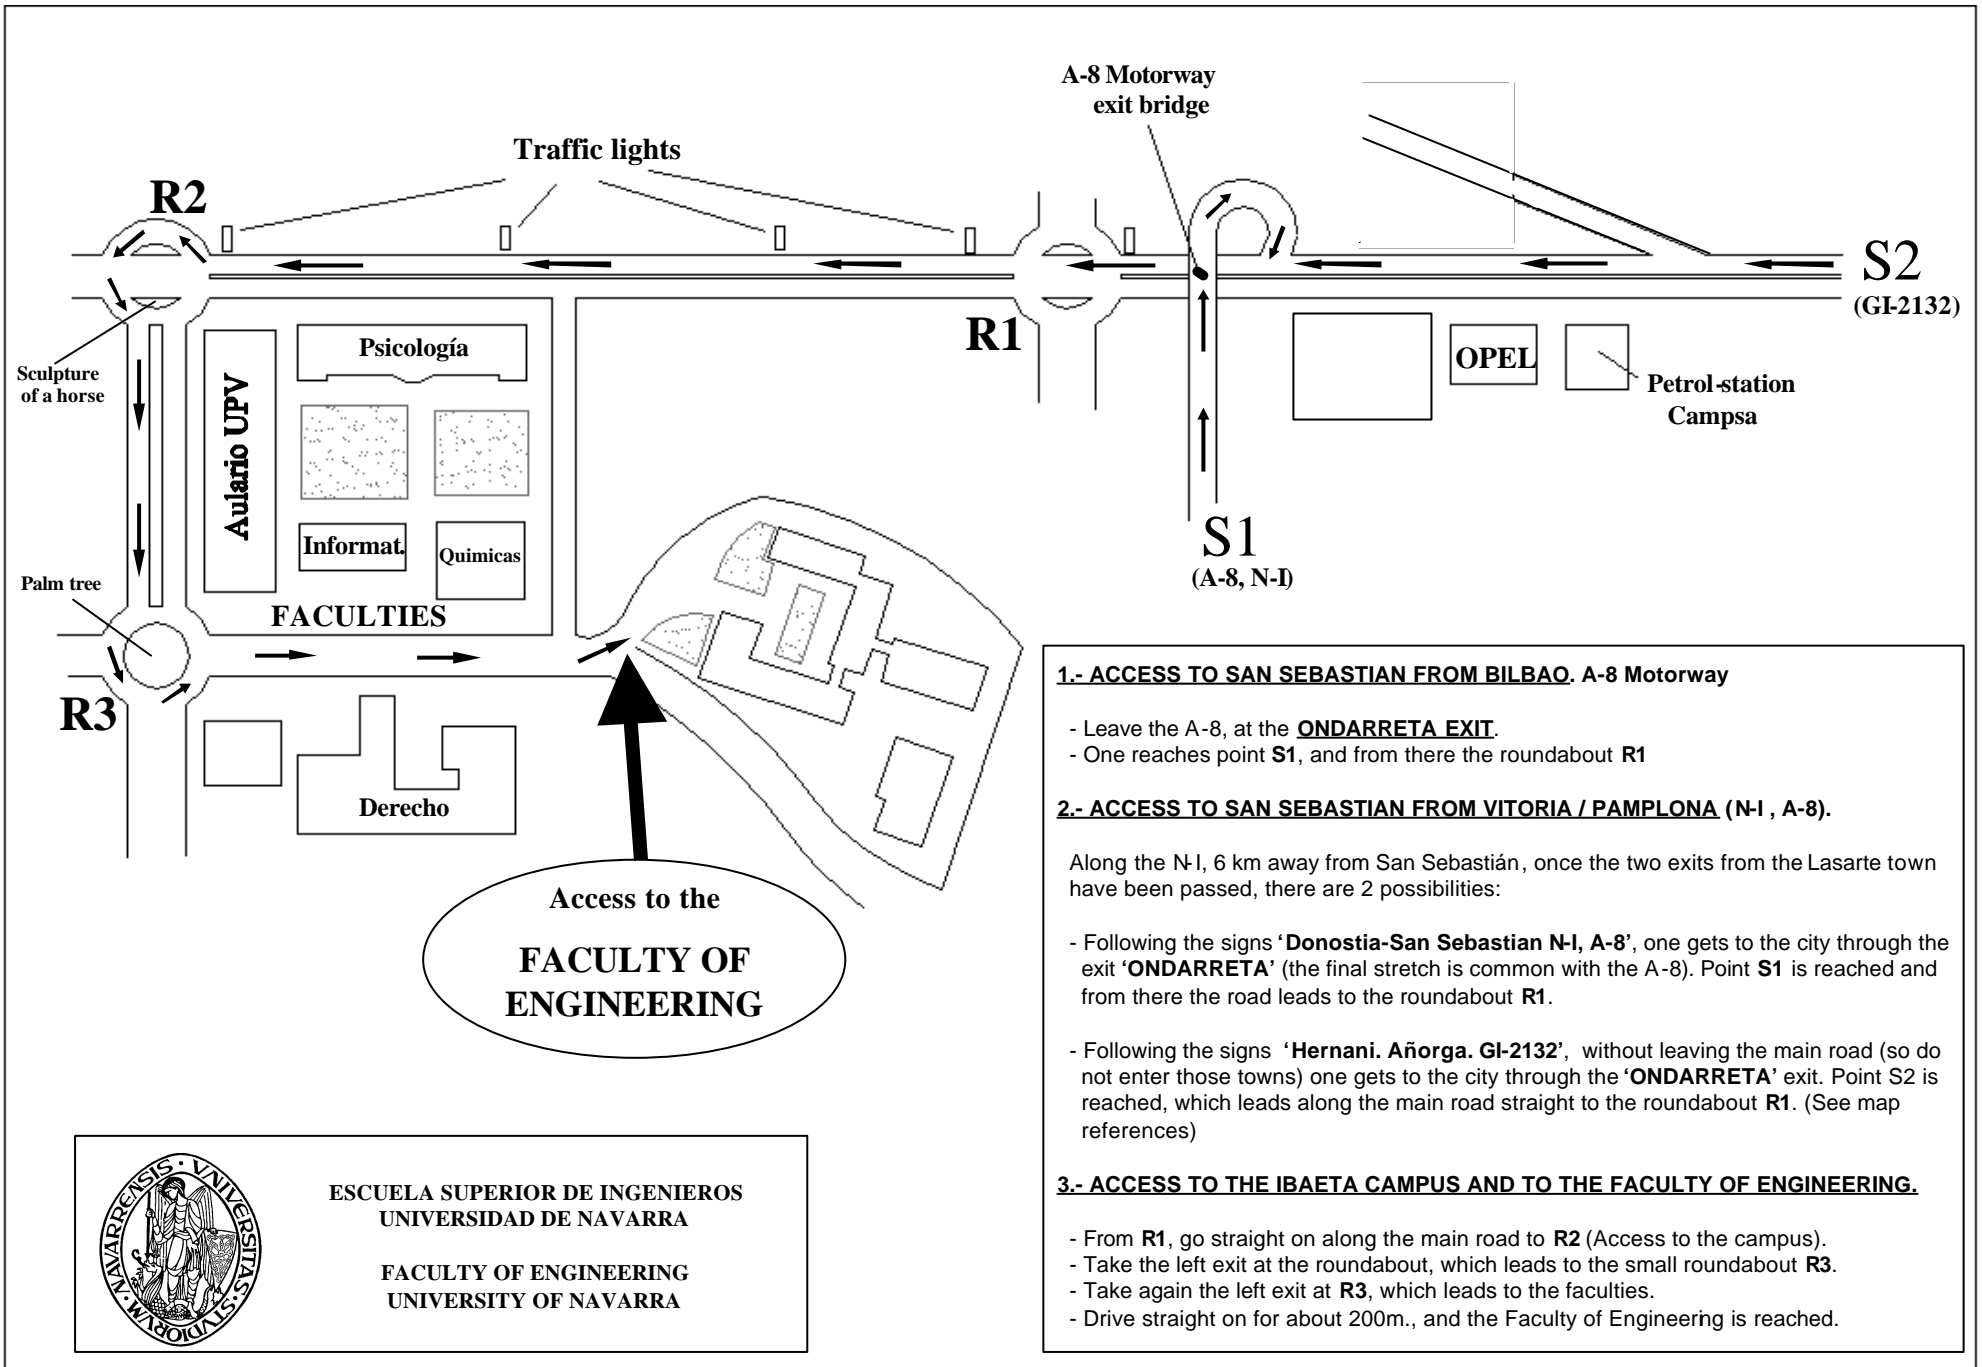 A-8 Motorway
exit bridge
Traffic lights
R2
S2
(GI-2132)
R1
Sculpture
of a horse
Psicología
OPEL
Petrol-station
Campsa
Aulario UPV
S1
(A-8, N-I)
Informat.
Quimicas
Palm tree
FACULTIES
R3
Derecho
Access to the
FACULTY OF
ENGINEERING
1.- ACCESS TO SAN SEBASTIAN FROM BILBAO. A-8 Motorway
- Leave the A-8, at the ONDARRETA EXIT.
- One reaches point S1, and from there the roundabout R1
2.- ACCESS TO SAN SEBASTIAN FROM VITORIA / PAMPLONA (N-I , A-8).
Along the N-I, 6 km away from San Sebastián, once the two exits from the Lasarte town
have been passed, there are 2 possibilities:
- Following the signs ‘Donostia-San Sebastian N-I, A-8’, one gets to the city through the
exit ‘ONDARRETA’ (the final stretch is common with the A-8). Point S1 is reached and
from there the road leads to the roundabout R1.
- Following the signs ‘Hernani. Añorga. GI-2132’, without leaving the main road (so do
not enter those towns) one gets to the city through the ‘ONDARRETA’ exit. Point S2 is
reached, which leads along the main road straight to the roundabout R1. (See map
references)
3.- ACCESS TO THE IBAETA CAMPUS AND TO THE FACULTY OF ENGINEERING.
- From R1, go straight on along the main road to R2 (Access to the campus).
- Take the left exit at the roundabout, which leads to the small roundabout R3.
- Take again the left exit at R3, which leads to the faculties.
- Drive straight on for about 200m., and the Faculty of Engineering is reached.
VNIVERSITAS · STVDIORVM · NAVARRENSIS ·
ESCUELA SUPERIOR DE INGENIEROS
UNIVERSIDAD DE NAVARRA
FACULTY OF ENGINEERING
UNIVERSITY OF NAVARRA